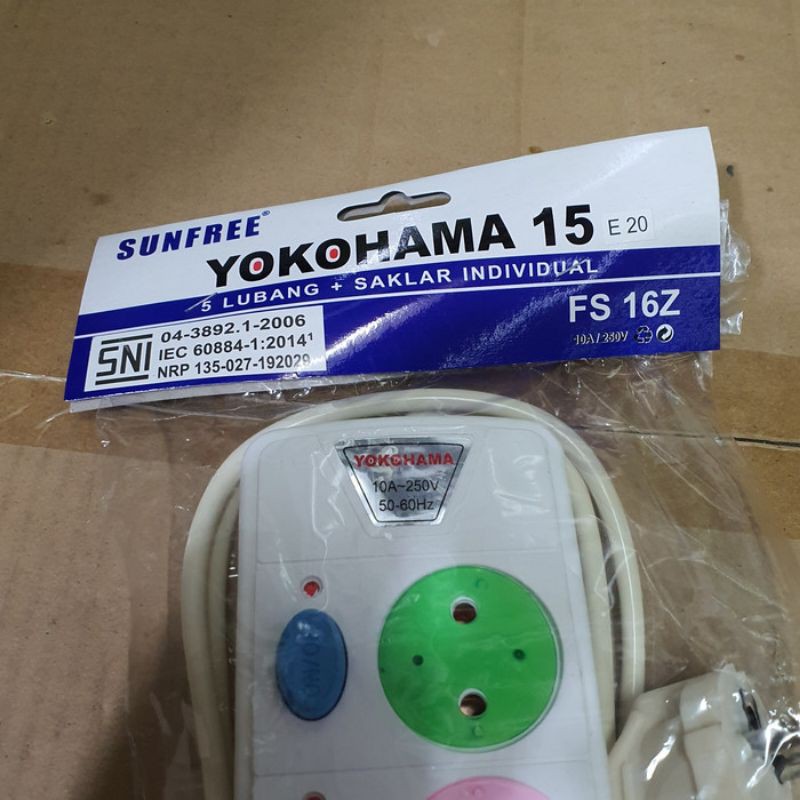 SUNFREE®
YOKOHAMA 15 E 20
5 LUBANG + SAKLAR INDIVIDUAL
FS 16Z
10A / 250V
SNI
04-3892.1-2006
IEC 60884-1:2014¹
NRP 135-027-192029
YOKOHAMA
10A~250V
50-60Hz